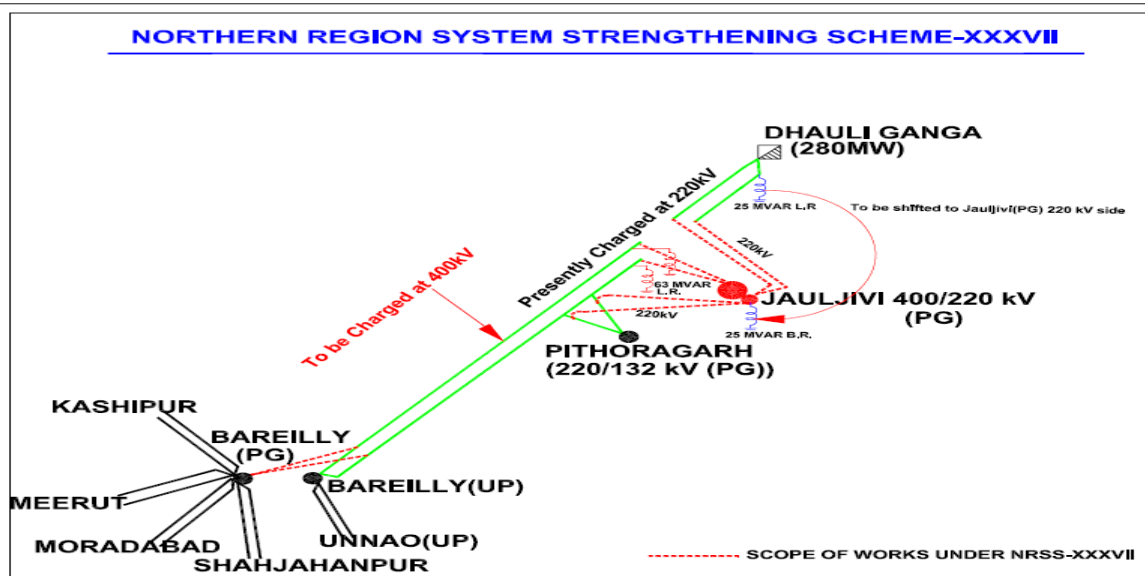 NORTHERN REGION SYSTEM STRENGTHENING SCHEME-XXXVII
DHAULI GANGA
(280MW)
25 MVAR L.R
To be shifted to Jauljivi(PG) 220 kV side
Presently Charged at 220kV
220kV
To be Charged at 400kV
63 MVAR
L.R.
JAULJIVI 400/220 kV
(PG)
220kV
25 MVAR B.R.
PITHORAGARH
(220/132 kV (PG))
KASHIPUR
BAREILLY
(PG)
BAREILLY(UP)
MEERUT
MORADABAD
UNNAO(UP)
SHAHJAHANPUR
SCOPE OF WORKS UNDER NRSS-XXXVII